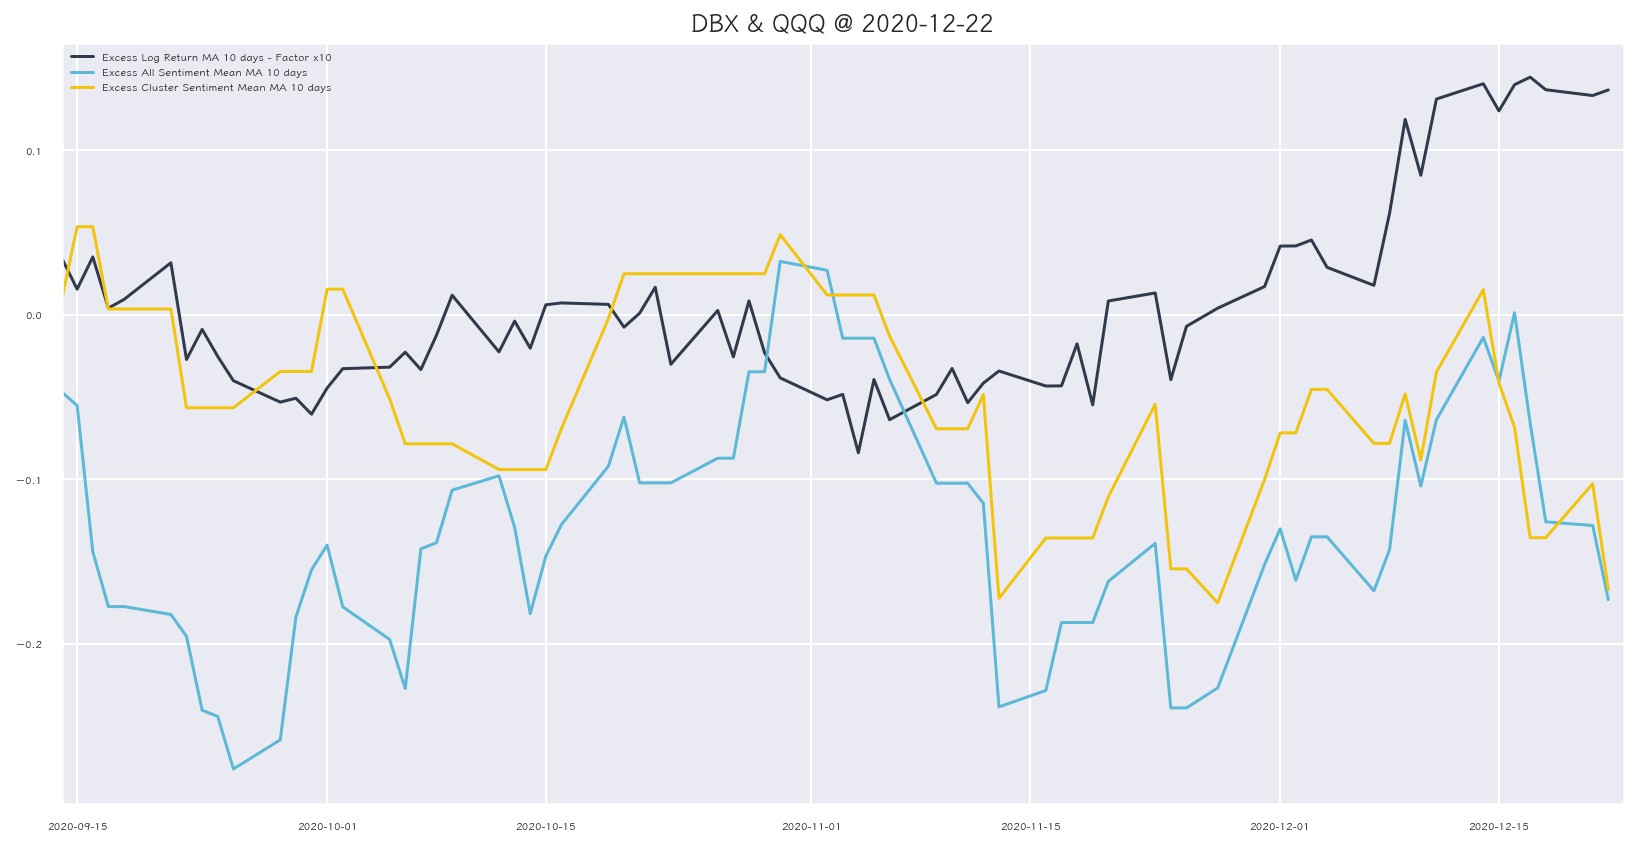 DBX & QQQ @ 2020-12-22
Excess Log Return MA 10 days - Factor x10
Excess All Sentiment Mean MA 10 days
Excess Cluster Sentiment Mean MA 10 days
0.1
0.0
−0.1
−0.2
2020-09-15 2020-10-01 2020-10-15 2020-11-01 2020-11-15 2020-12-01 2020-12-15